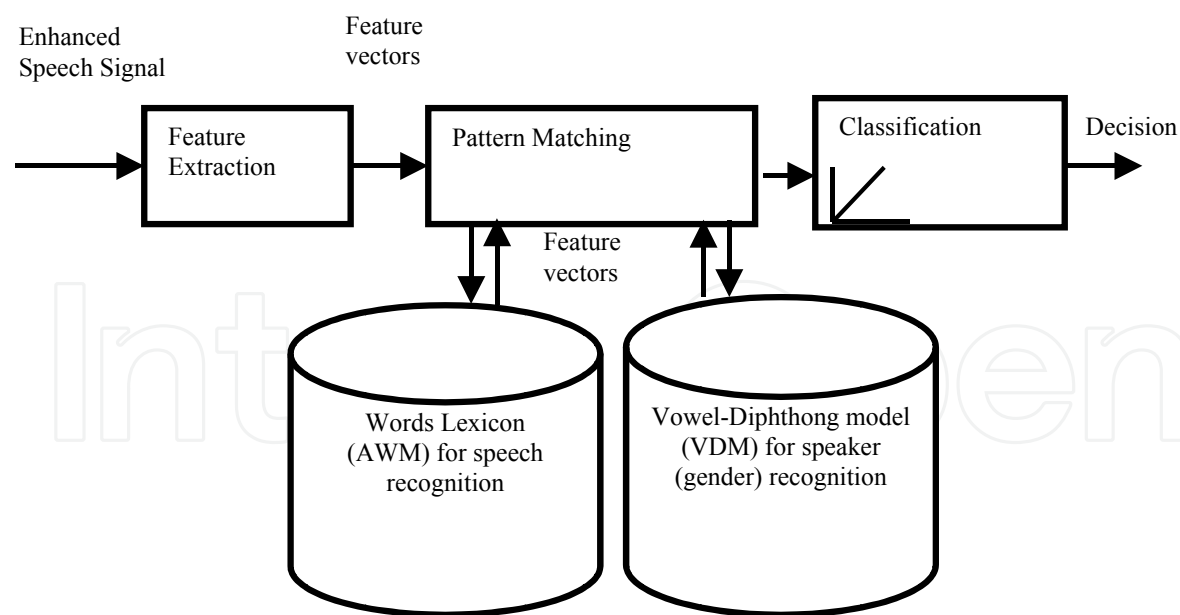 Enhanced
Speech Signal
Feature
vectors
Feature
Extraction
Pattern Matching
Classification
Decision
Feature
vectors
Words Lexicon
(AWM) for speech
recognition
Vowel-Diphthong model
(VDM) for speaker
(gender) recognition